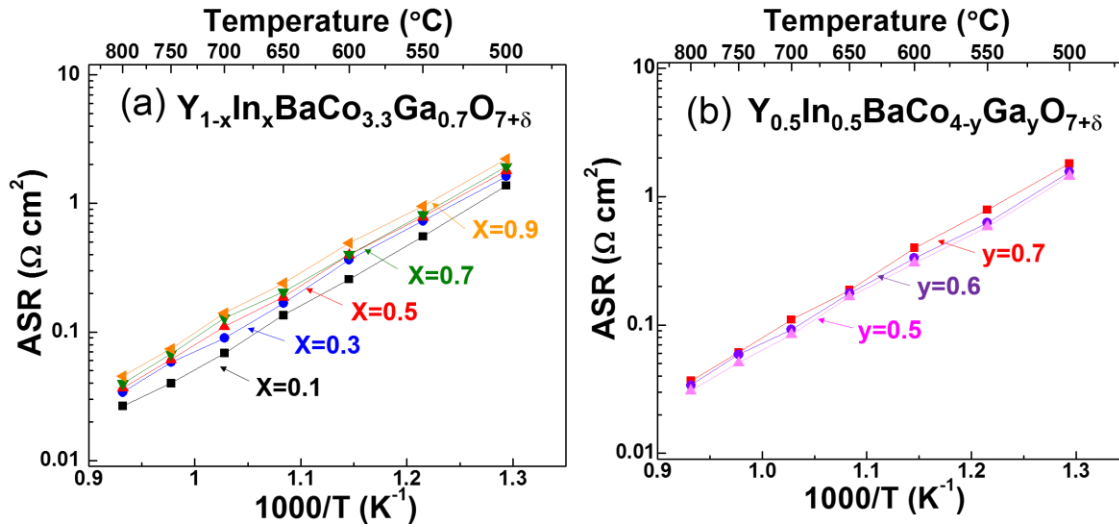 Temperature (°C)
800 750 700 650 600 550 500
10
(a) Y₁₋ₓInₓBaCo₃.₃Ga₀.₇O₇₊δ
1
X=0.9
X=0.7
X=0.5
X=0.3
X=0.1
0.1
0.01
ASR (Ω cm²)
0.9 1.0 1.1 1.2 1.3
1000/T (K⁻¹)
Temperature (°C)
800 750 700 650 600 550 500
10
(b) Y₀.₅In₀.₅BaCo₄₋yGayO₇₊δ
1
y=0.7
y=0.6
y=0.5
0.1
0.01
ASR (Ω cm²)
0.9 1.0 1.1 1.2 1.3
1000/T (K⁻¹)